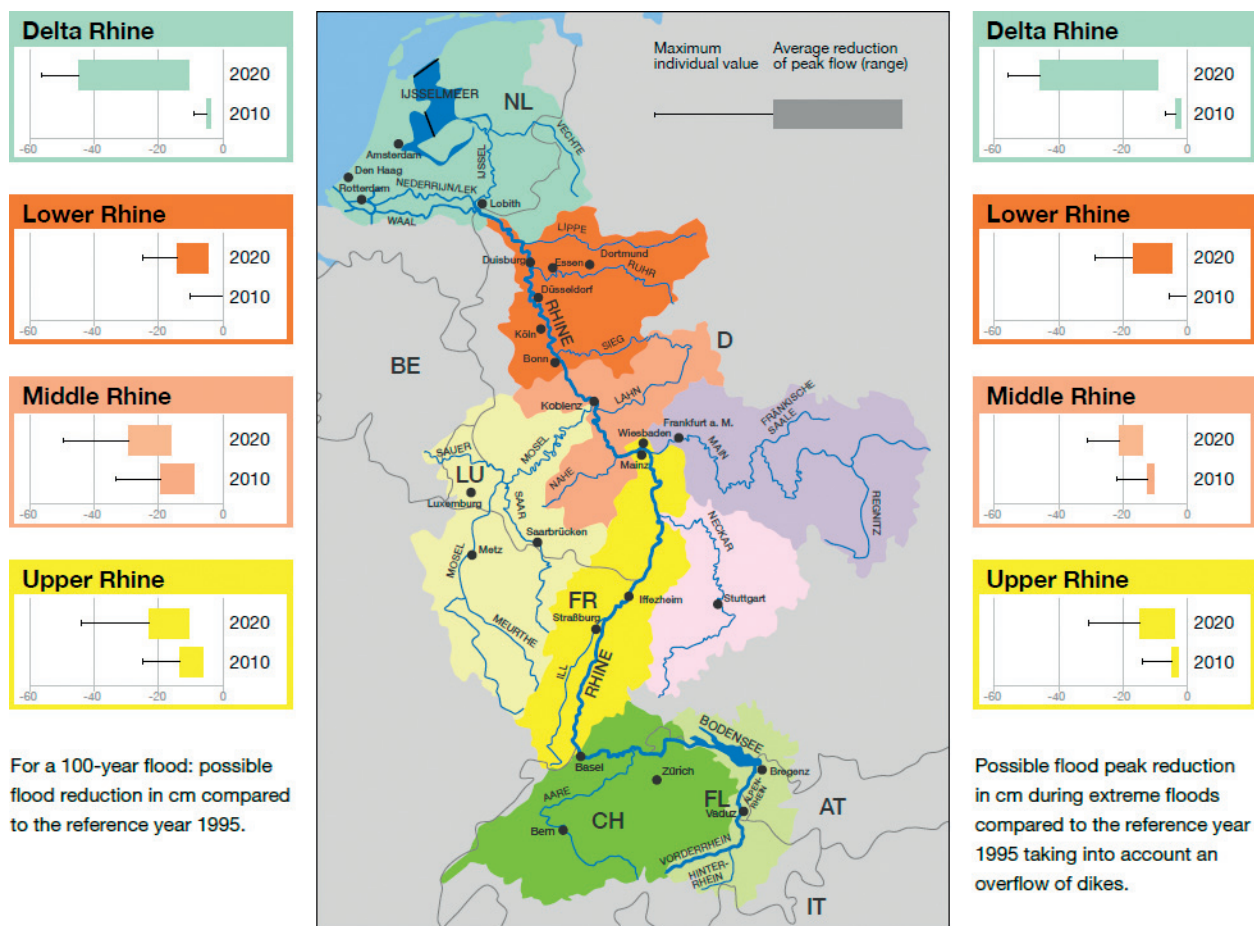 Delta Rhine
2020
2010
-60
-40
-20
0
Lower Rhine
2020
2010
-60
-40
-20
0
Middle Rhine
2020
2010
-60
-40
-20
0
Upper Rhine
2020
2010
-60
-40
-20
0
For a 100-year flood: possible
flood reduction in cm compared
to the reference year 1995.
Maximum
individual value
Average reduction
of peak flow (range)
IJSSELMEER
NL
VECHTE
Amsterdam
IJSSEL
Den Haag
Rotterdam
NEDERRIJN/LEK
Lobith
WAAL
LIPPE
Dortmund
Duisburg
Essen
RUHR
Düsseldorf
RHINE
Köln
SIEG
D
BE
Bonn
LAHN
Koblenz
FRÄNKISCHE
SAALE
Frankfurt a. M.
Wiesbaden
MAIN
SAUER
MOSEL
Mainz
LU
NAHE
REGNITZ
Luxemburg
SAAR
NECKAR
Saarbrücken
MOSEL
Metz
FR
Iffezheim
Stuttgart
Straßburg
MEURTHE
ILL
RHINE
BODENSEE
Basel
Zürich
Bregenz
AARE
FL
ALPEN-
RHEIN
AT
CH
Vaduz
Bern
VORDERRHEIN
HINTER-
RHEIN
IT
Delta Rhine
2020
2010
-60
-40
-20
0
Lower Rhine
2020
2010
-60
-40
-20
0
Middle Rhine
2020
2010
-60
-40
-20
0
Upper Rhine
2020
2010
-60
-40
-20
0
Possible flood peak reduction
in cm during extreme floods
compared to the reference year
1995 taking into account an
overflow of dikes.